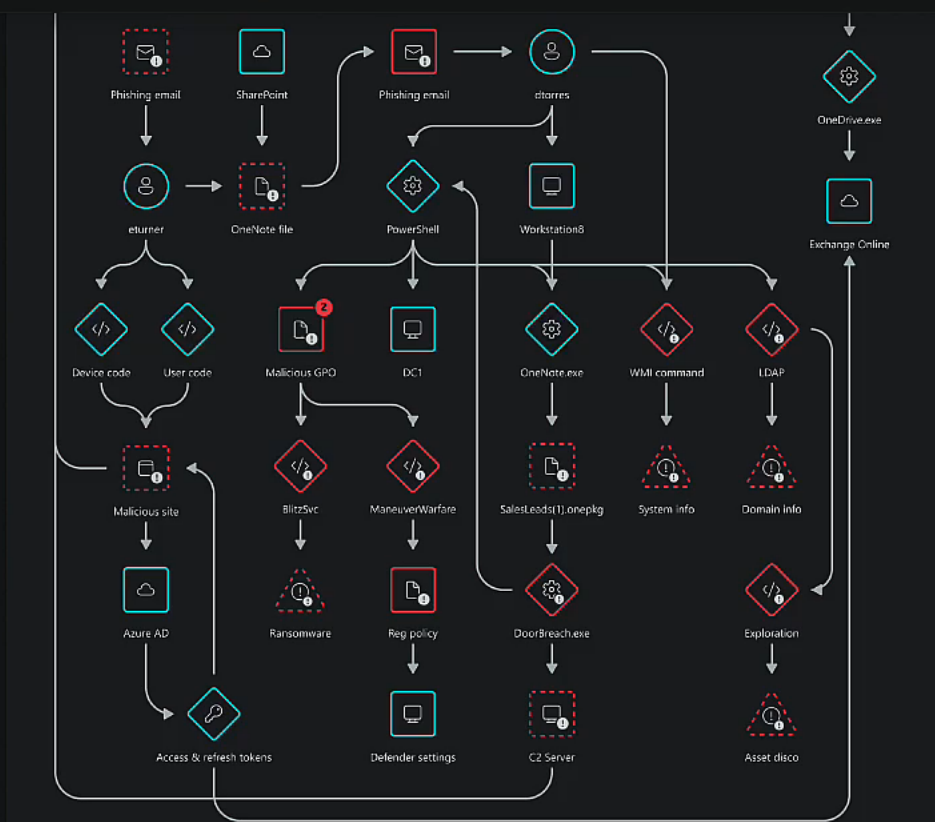 Phishing email
SharePoint
Phishing email
dtorres
OneDrive.exe
eturner
OneNote file
PowerShell
Workstation8
Exchange Online
2
Device code
User code
Malicious GPO
DC1
OneNote.exe
WMI command
LDAP
Malicious site
BlitzSvc
ManeuverWarfare
SalesLeads(1).onepkg
System info
Domain info
Azure AD
Ransomware
Reg policy
DoorBreach.exe
Exploration
Access & refresh tokens
Defender settings
C2 Server
Asset disco